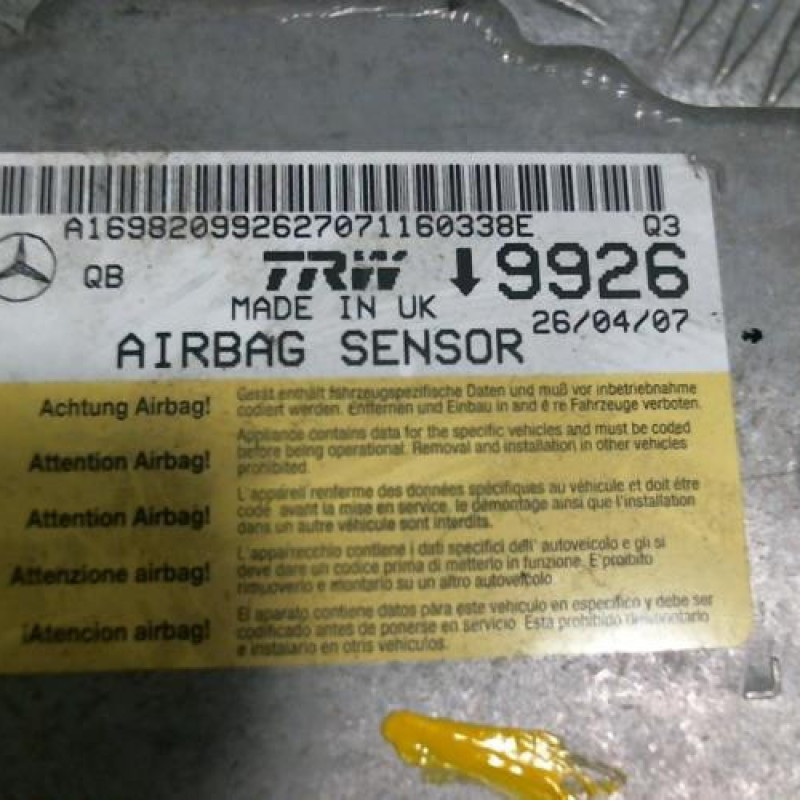 A1698209926270711160338E Q3
QB TRW 9926
MADE IN UK
26/04/07
AIRBAG SENSOR
Achtung Airbag!
Gerät enthält fahrzeugspezifische Daten und muß vor inbetriebnahme
codiert werden. Entfernen und Einbau in and é re Fahrzeuge verboten.
Attention Airbag!
Appliance contains data for the specific vehicles and must be coded
before being operational. Removal and installation in other vehicles
prohibited.
Attention Airbag!
L'appareil renferme des données spécifiques au véhicule et doit être
codé avant la mise en service, le démontage ainsi que l'installation
dans un autre véhicule sont interdits.
Attenzione airbag!
L'apparrecchio contiene i dati specifici dell' autoveicolo e gli si
deve dare un codice prima di metterlo in funzione. E'proibito
rimuoverlo e montarlo su un altro autoveicolo
¡Atencion airbag!
El aparato contiene datos para este vehiculo en especifico y debe ser
codificado antes de ponerse en servicio. Esta prohibido
e instalarlo en otris vehiculos.